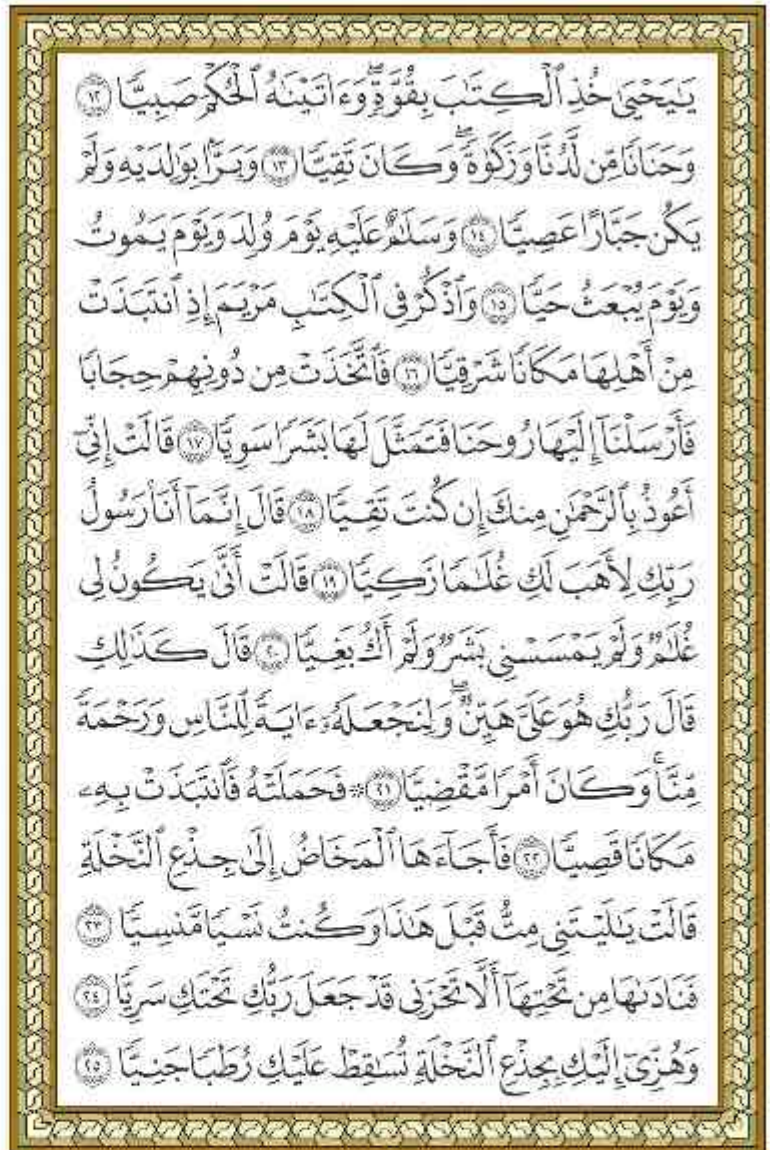 يَٰيَحْيَىٰ خُذِ ٱلْكِتَٰبَ بِقُوَّةٍۖ وَءَاتَيْنَٰهُ ٱلْحُكْمَ صَبِيًّا ١٢
وَحَنَانًا مِّن لَّدُنَّا وَزَكَوٰةًۖ وَكَانَ تَقِيًّا ١٣ وَبَرًّۢا بِوَٰلِدَيْهِ وَلَمْ
يَكُن جَبَّارًا عَصِيًّا ١٤ وَسَلَٰمٌ عَلَيْهِ يَوْمَ وُلِدَ وَيَوْمَ يَمُوتُ
وَيَوْمَ يُبْعَثُ حَيًّا ١٥ وَٱذْكُرْ فِى ٱلْكِتَٰبِ مَرْيَمَ إِذِ ٱنتَبَذَتْ
مِنْ أَهْلِهَا مَكَانًا شَرْقِيًّا ١٦ فَٱتَّخَذَتْ مِن دُونِهِمْ حِجَابًا
فَأَرْسَلْنَآ إِلَيْهَا رُوحَنَا فَتَمَثَّلَ لَهَا بَشَرًا سَوِيًّا ١٧ قَالَتْ إِنِّىٓ
أَعُوذُ بِٱلرَّحْمَٰنِ مِنكَ إِن كُنتَ تَقِيًّا ١٨ قَالَ إِنَّمَآ أَنَا۠ رَسُولُ
رَبِّكِ لِأَهَبَ لَكِ غُلَٰمًا زَكِيًّا ١٩ قَالَتْ أَنَّىٰ يَكُونُ لِى
غُلَٰمٌ وَلَمْ يَمْسَسْنِى بَشَرٌ وَلَمْ أَكُ بَغِيًّا ٢٠ قَالَ كَذَٰلِكِ
قَالَ رَبُّكِ هُوَ عَلَىَّ هَيِّنٌۖ وَلِنَجْعَلَهُۥٓ ءَايَةً لِّلنَّاسِ وَرَحْمَةً
مِّنَّاۚ وَكَانَ أَمْرًا مَّقْضِيًّا ٢١ ۞ فَحَمَلَتْهُ فَٱنتَبَذَتْ بِهِۦ
مَكَانًا قَصِيًّا ٢٢ فَأَجَآءَهَا ٱلْمَخَاضُ إِلَىٰ جِذْعِ ٱلنَّخْلَةِ
قَالَتْ يَٰلَيْتَنِى مِتُّ قَبْلَ هَٰذَا وَكُنتُ نَسْيًا مَّنسِيًّا ٢٣
فَنَادَىٰهَا مِن تَحْتِهَآ أَلَّا تَحْزَنِى قَدْ جَعَلَ رَبُّكِ تَحْتَكِ سَرِيًّا ٢٤
وَهُزِّىٓ إِلَيْكِ بِجِذْعِ ٱلنَّخْلَةِ تُسَٰقِطْ عَلَيْكِ رُطَبًا جَنِيًّا ٢٥